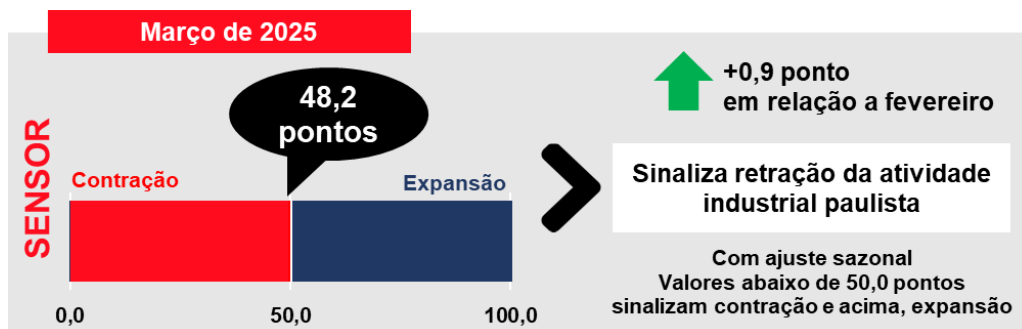 Março de 2025
48,2
pontos
SENSOR
Contração
Expansão
0,0
50,0
100,0
+0,9 ponto
em relação a fevereiro
Sinaliza retração da atividade
industrial paulista
Com ajuste sazonal
Valores abaixo de 50,0 pontos
sinalizam contração e acima, expansão